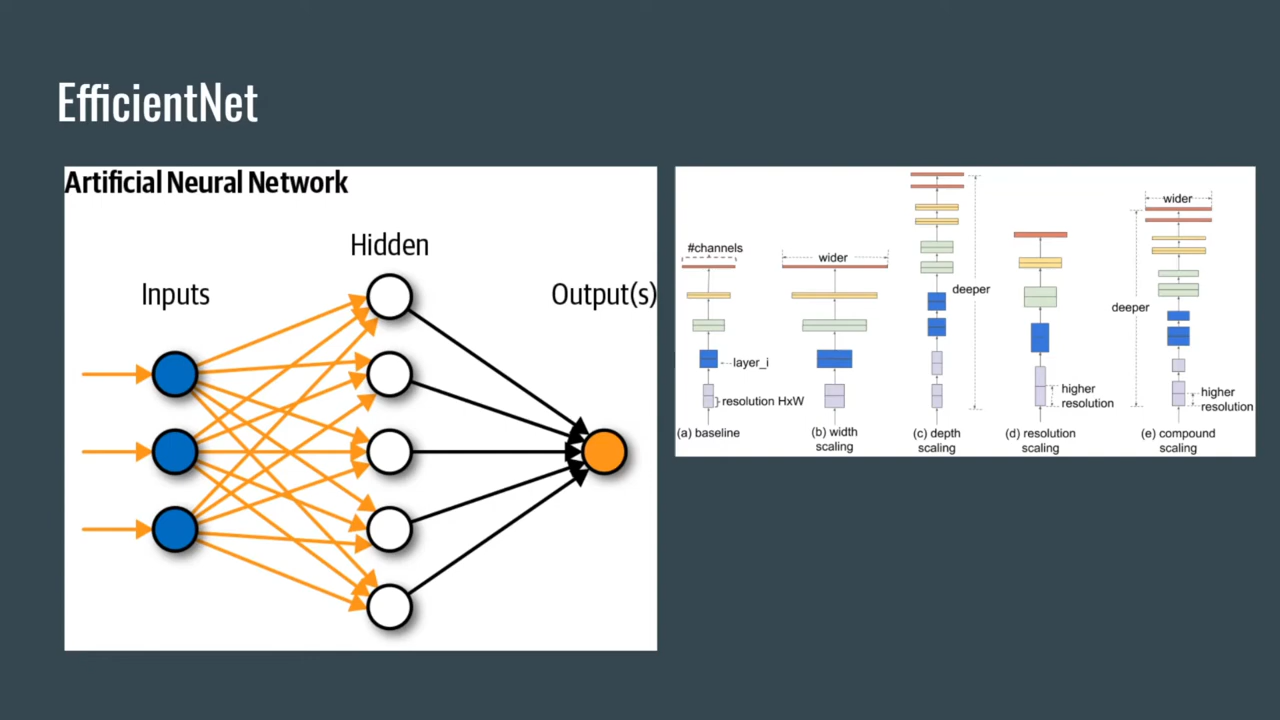 EfficientNet
Artificial Neural Network
Hidden
Inputs
Output(s)
#channels
layer_i
resolution HxW
(a) baseline
wider
(b) width
scaling
deeper
(c) depth
scaling
higher
resolution
(d) resolution
scaling
wider
deeper
higher
resolution
(e) compound
scaling